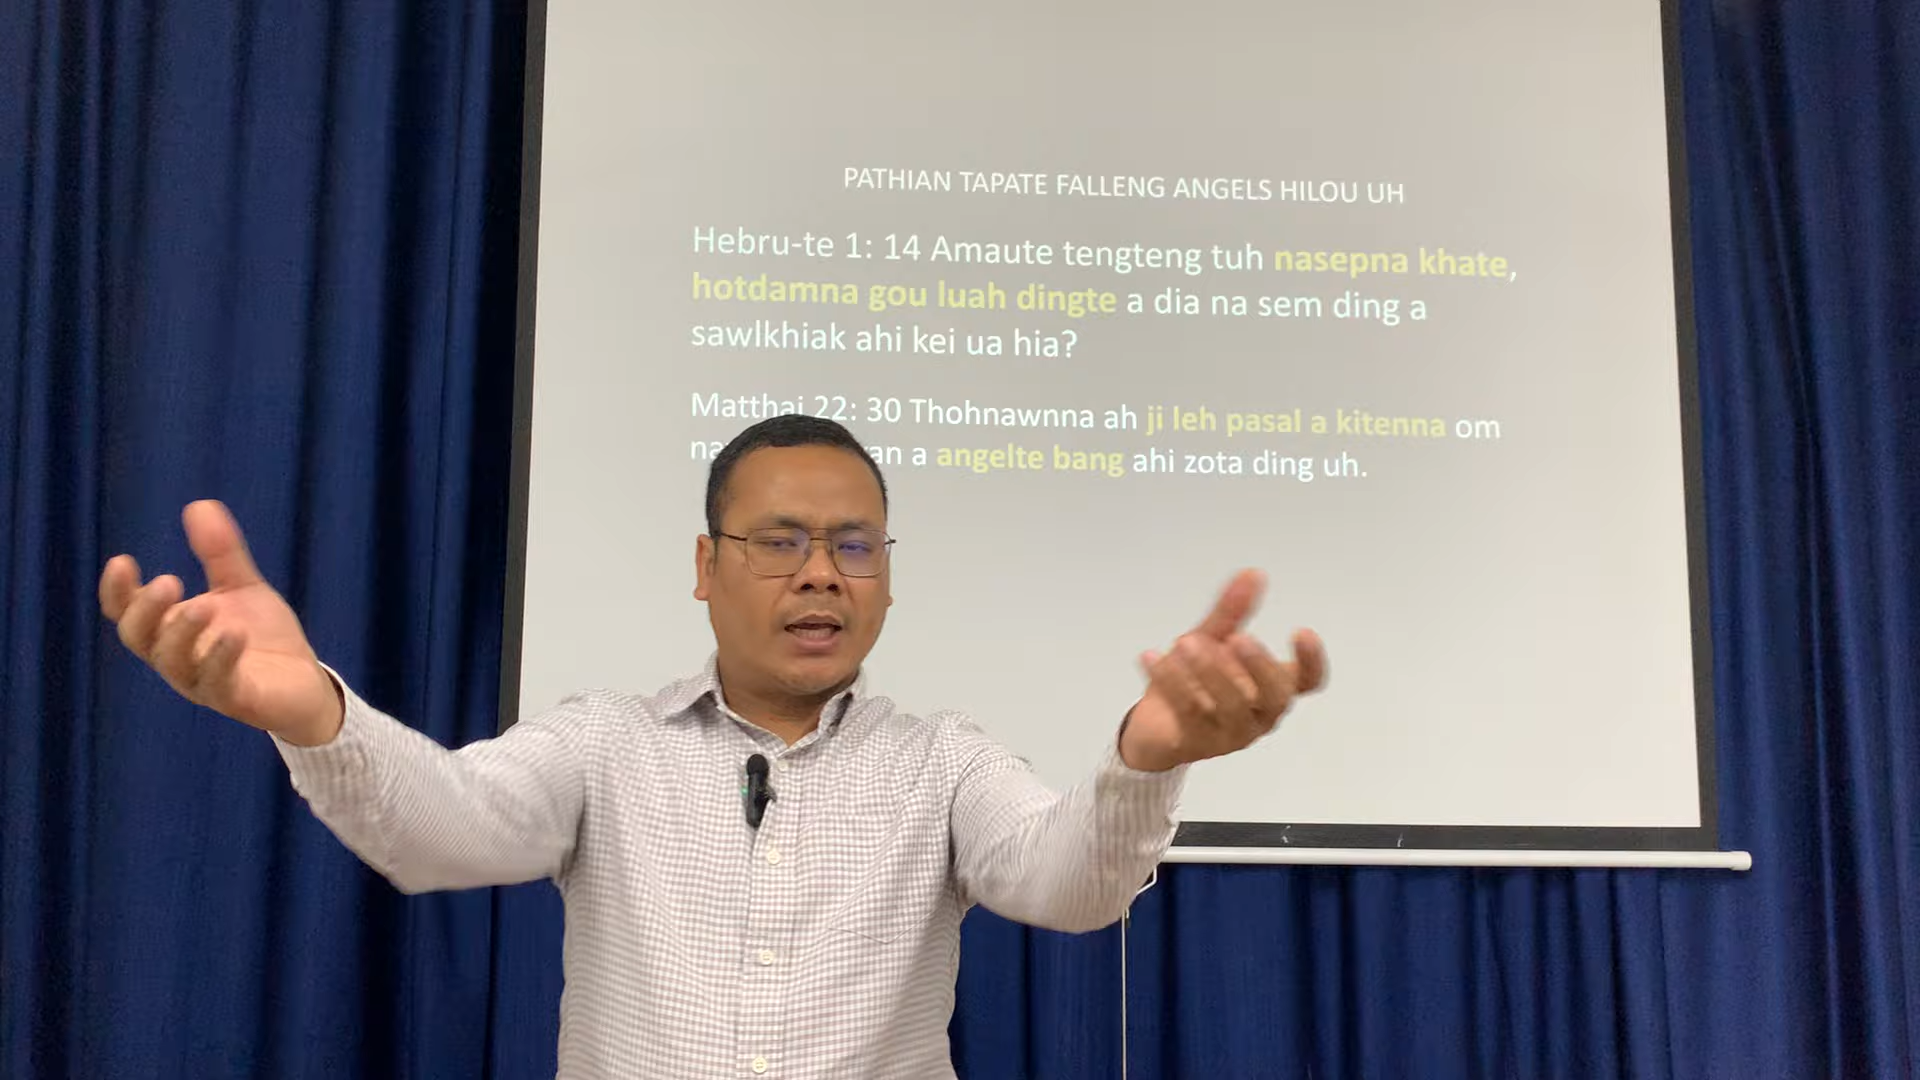 PATHIAN TAPATE FALLENG ANGELS HILOU UH
Hebru-te 1: 14 Amaute tengteng tuh nasepna khate,
hotdamna gou luah dingte a dia na sem ding a
sawlkhiak ahi kei ua hia?
Matthai 22: 30 Thohnawnna ah ji leh pasal a kitenna om
a angelte bang ahi zota ding uh.